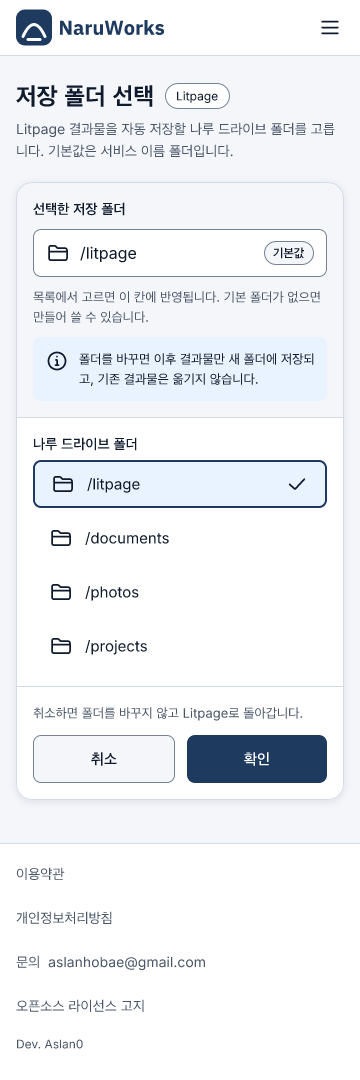 NaruWorks
저장 폴더 선택 Litpage
Litpage 결과물을 자동 저장할 나루 드라이브 폴더를 고릅
니다. 기본값은 서비스 이름 폴더입니다.
선택한 저장 폴더
/litpage 기본값
목록에서 고르면 이 칸에 반영됩니다. 기본 폴더가 없으면
만들어 쓸 수 있습니다.
폴더를 바꾸면 이후 결과물만 새 폴더에 저장되
고, 기존 결과물은 옮기지 않습니다.
나루 드라이브 폴더
/litpage
/documents
/photos
/projects
취소하면 폴더를 바꾸지 않고 Litpage로 돌아갑니다.
취소 확인
이용약관
개인정보처리방침
문의 aslanhobae@gmail.com
오픈소스 라이선스 고지
Dev. Aslan0